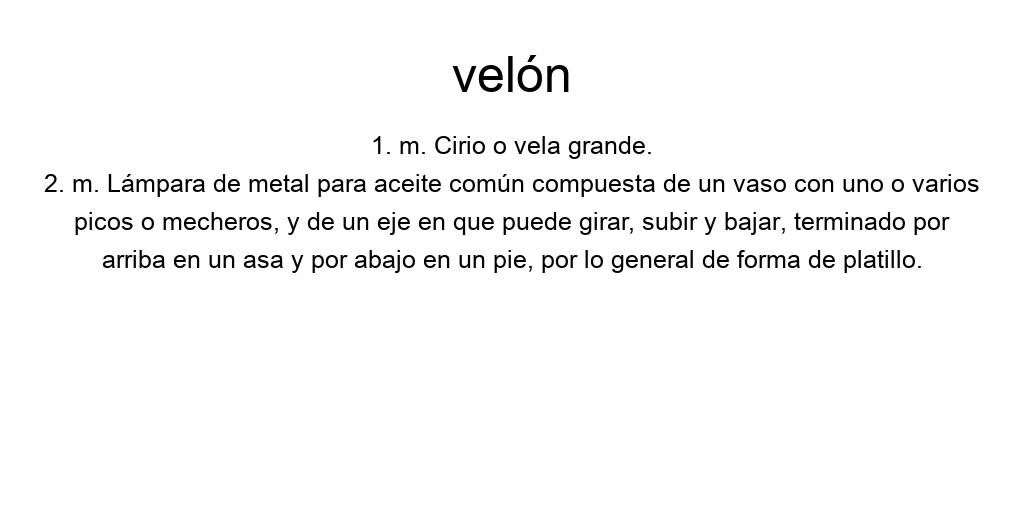 velón
1. m. Cirio o vela grande.
2. m. Lámpara de metal para aceite común compuesta de un vaso con uno o varios
picos o mecheros, y de un eje en que puede girar, subir y bajar, terminado por
arriba en un asa y por abajo en un pie, por lo general de forma de platillo.